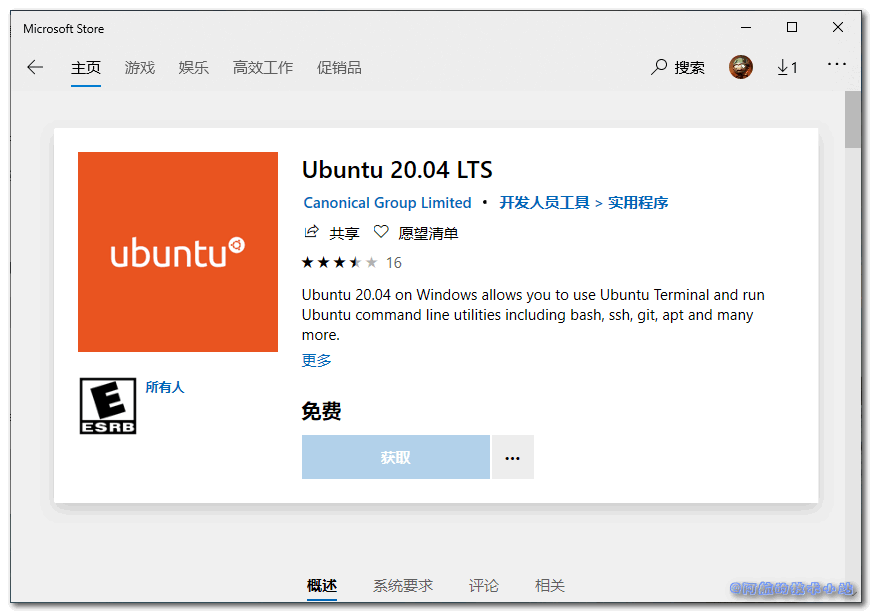 Microsoft Store
主页 游戏 娱乐 高效工作 促销品 搜索 1
Ubuntu 20.04 LTS
Canonical Group Limited • 开发人员工具 > 实用程序
共享 愿望清单
16
Ubuntu 20.04 on Windows allows you to use Ubuntu Terminal and run
Ubuntu command line utilities including bash, ssh, git, apt and many
more.
更多
ubuntu
E
ESRB
所有人
免费
获取
概述 系统要求 评论 相关